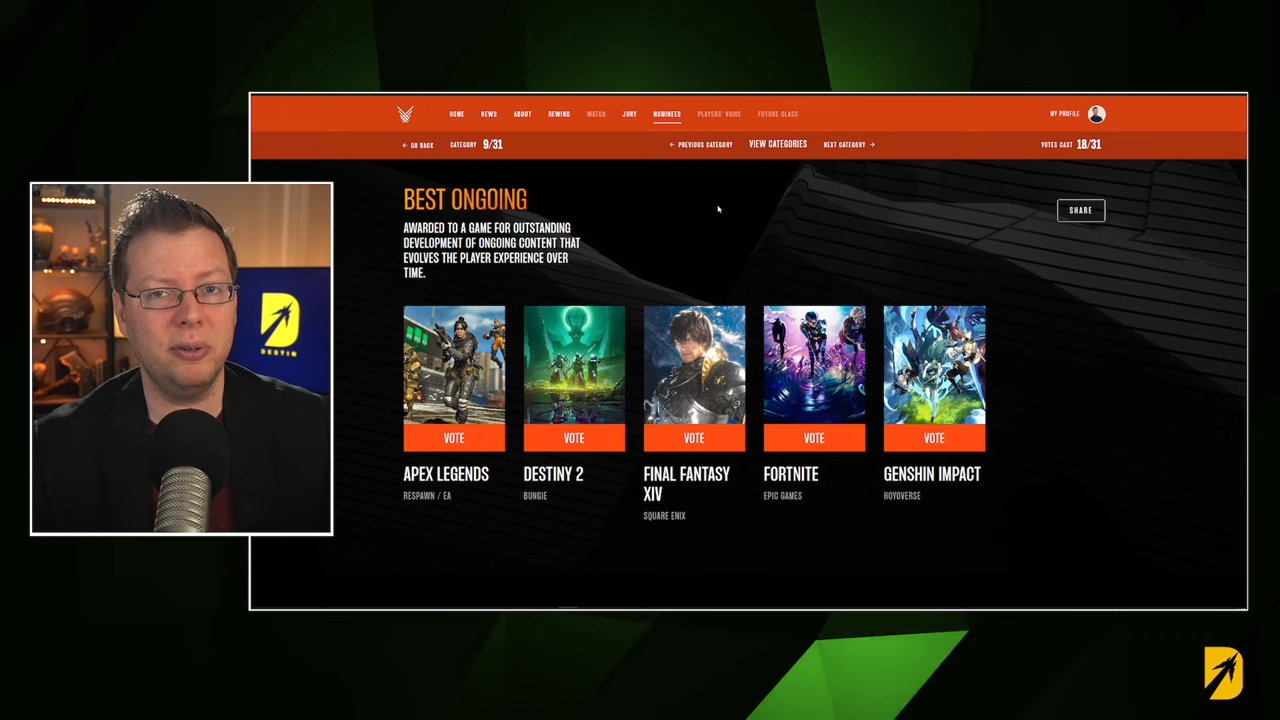 HOME NEWS ABOUT REWIND WATCH JURY NOMINEES PLAYERS' VOICE FUTURE CLASS MY PROFILE
← GO BACK CATEGORY 9/31 ← PREVIOUS CATEGORY VIEW CATEGORIES NEXT CATEGORY → VOTES CAST 18/31
BEST ONGOING
SHARE
AWARDED TO A GAME FOR OUTSTANDING
DEVELOPMENT OF ONGOING CONTENT THAT
EVOLVES THE PLAYER EXPERIENCE OVER
TIME.
VOTE VOTE VOTE VOTE VOTE
APEX LEGENDS
RESPAWN / EA
DESTINY 2
BUNGIE
FINAL FANTASY
XIV
SQUARE ENIX
FORTNITE
EPIC GAMES
GENSHIN IMPACT
HOYOVERSE
D
DESTIN
D